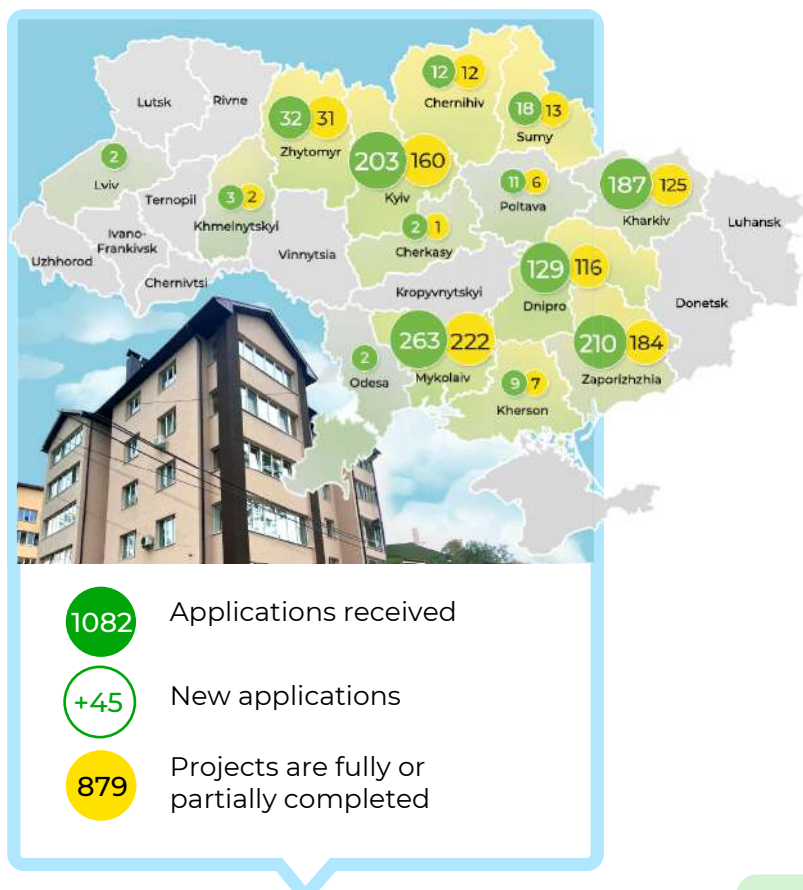 12 12
Chernihiv
Lutsk
Rivne
32 31
Zhytomyr
18 13
Sumy
2
Lviv
203 160
Kyiv
Ternopil
3 2
Khmelnytskyi
11 6
Poltava
187 125
Kharkiv
Luhansk
Ivano-
Frankivsk
Uzhhorod
Chernivtsi
Vinnytsia
2 1
Cherkasy
129 116
Dnipro
Kropyvnytskyi
Donetsk
263 222
Mykolaiv
2
Odesa
210 184
Zaporizhzhia
9 7
Kherson
1082 Applications received
+45 New applications
879 Projects are fully or
partially completed